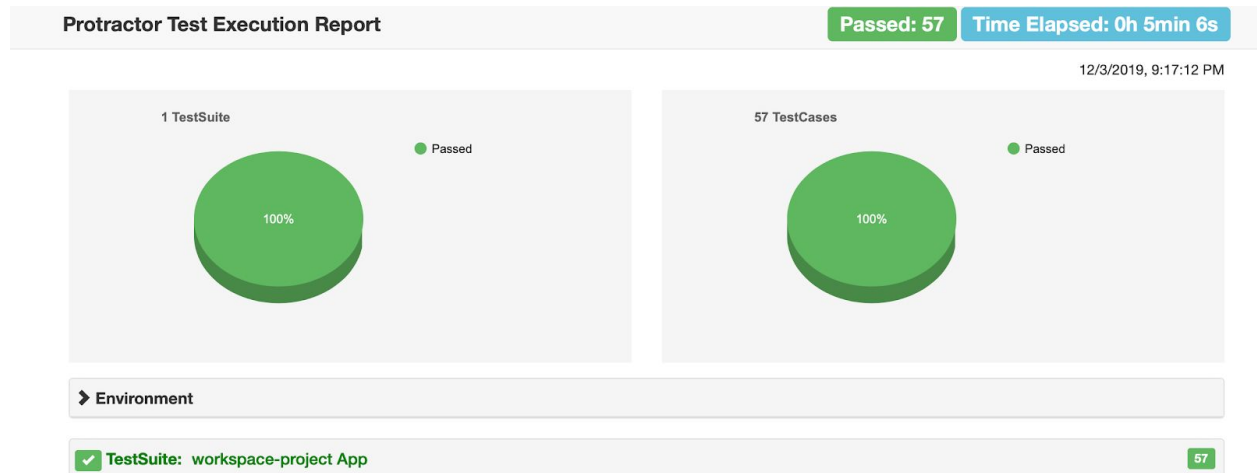 Protractor Test Execution Report
Passed: 57
Time Elapsed: 0h 5min 6s
12/3/2019, 9:17:12 PM
1 TestSuite
Passed
100%
57 TestCases
Passed
100%
Environment
TestSuite: workspace-project App
57